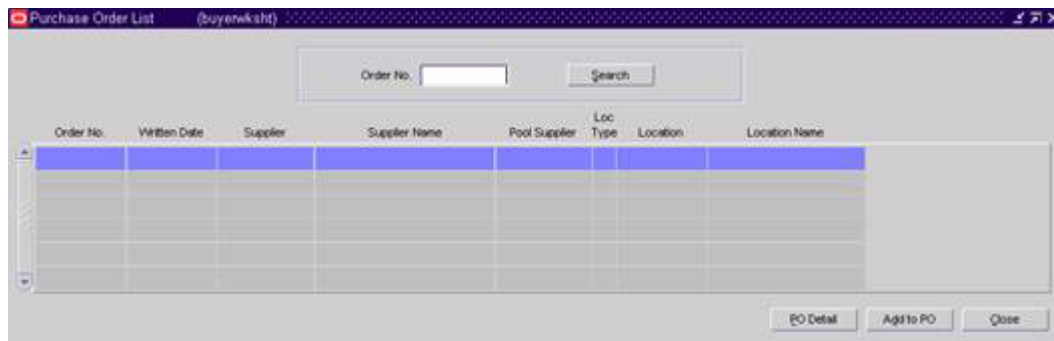 Purchase Order List (buyerwksht)
Order No. Search
Order No. Written Date Supplier Supplier Name Pool Supplier Loc Type Location Location Name
PO Detail Add to PO Close